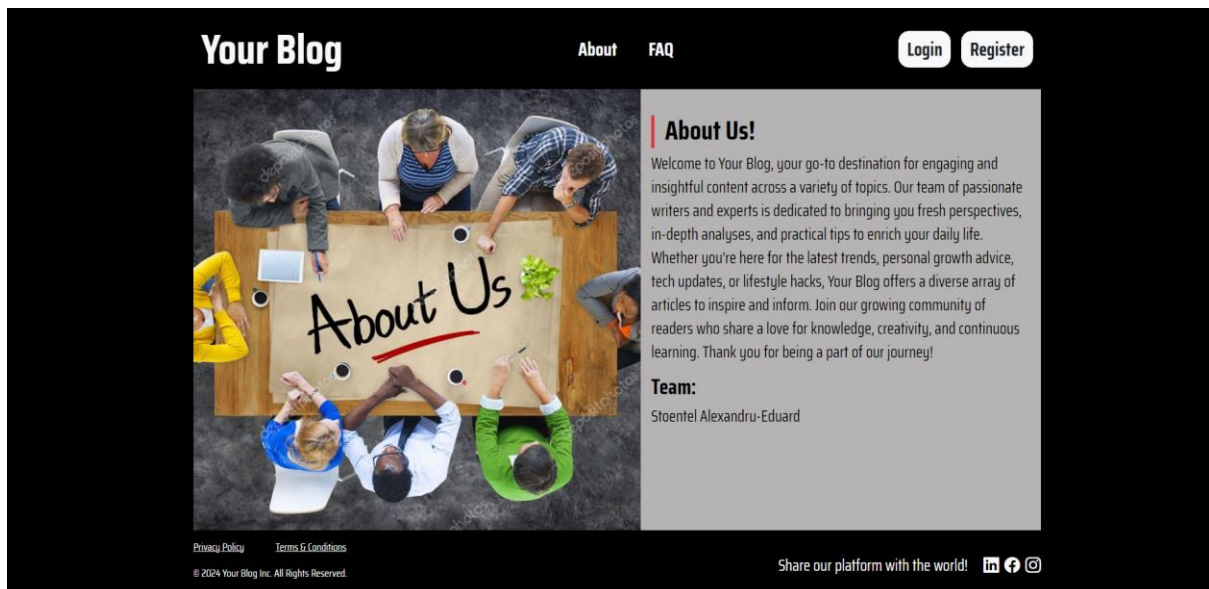 Your Blog
About FAQ
Login Register
About Us
depositphotos
About Us!
Welcome to Your Blog, your go-to destination for engaging and
insightful content across a variety of topics. Our team of passionate
writers and experts is dedicated to bringing you fresh perspectives,
in-depth analyses, and practical tips to enrich your daily life.
Whether you're here for the latest trends, personal growth advice,
tech updates, or lifestyle hacks, Your Blog offers a diverse array of
articles to inspire and inform. Join our growing community of
readers who share a love for knowledge, creativity, and continuous
learning. Thank you for being a part of our journey!
Team:
Stoentel Alexandru-Eduard
Privacy Policy Terms & Conditions
© 2024 Your Blog Inc. All Rights Reserved.
Share our platform with the world!
in